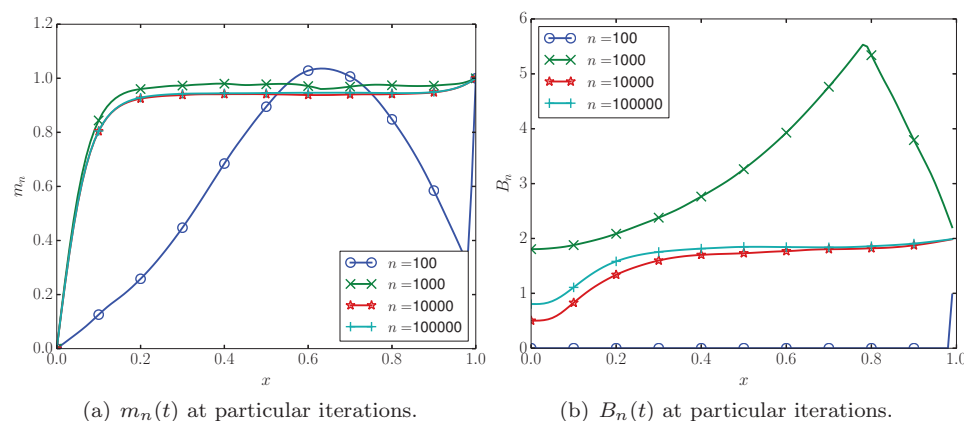 1.2
1.0
0.8
0.6
0.4
0.2
0.0
m_n
0.0 0.2 0.4 0.6 0.8 1.0
x
n = 100
n = 1000
n = 10000
n = 100000
(a) m_n(t) at particular iterations.
6
5
4
3
2
1
0
B_n
0.0 0.2 0.4 0.6 0.8 1.0
x
n = 100
n = 1000
n = 10000
n = 100000
(b) B_n(t) at particular iterations.